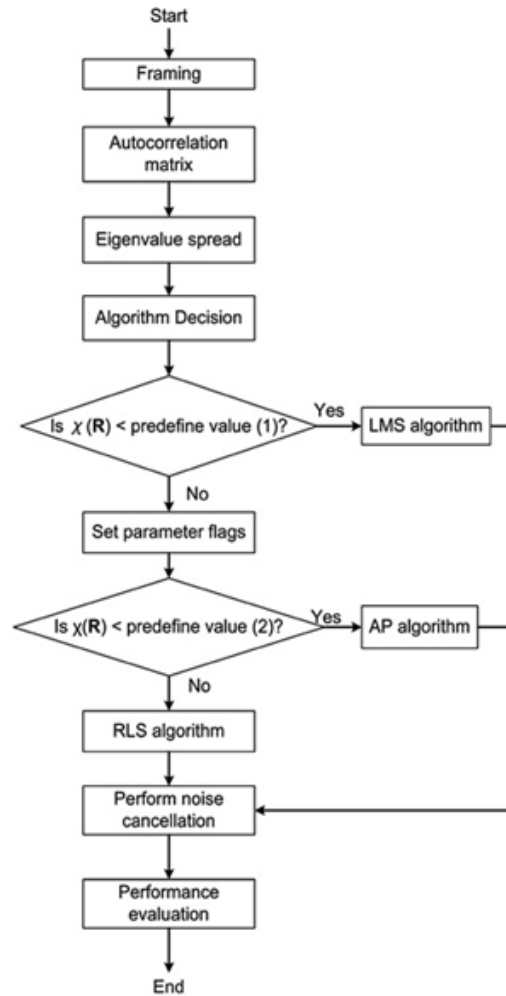 Start
Framing
Autocorrelation
matrix
Eigenvalue spread
Algorithm Decision
Is χ (R) < predefine value (1)?
Yes
LMS algorithm
No
Set parameter flags
Is χ(R) < predefine value (2)?
Yes
AP algorithm
No
RLS algorithm
Perform noise
cancellation
Performance
evaluation
End